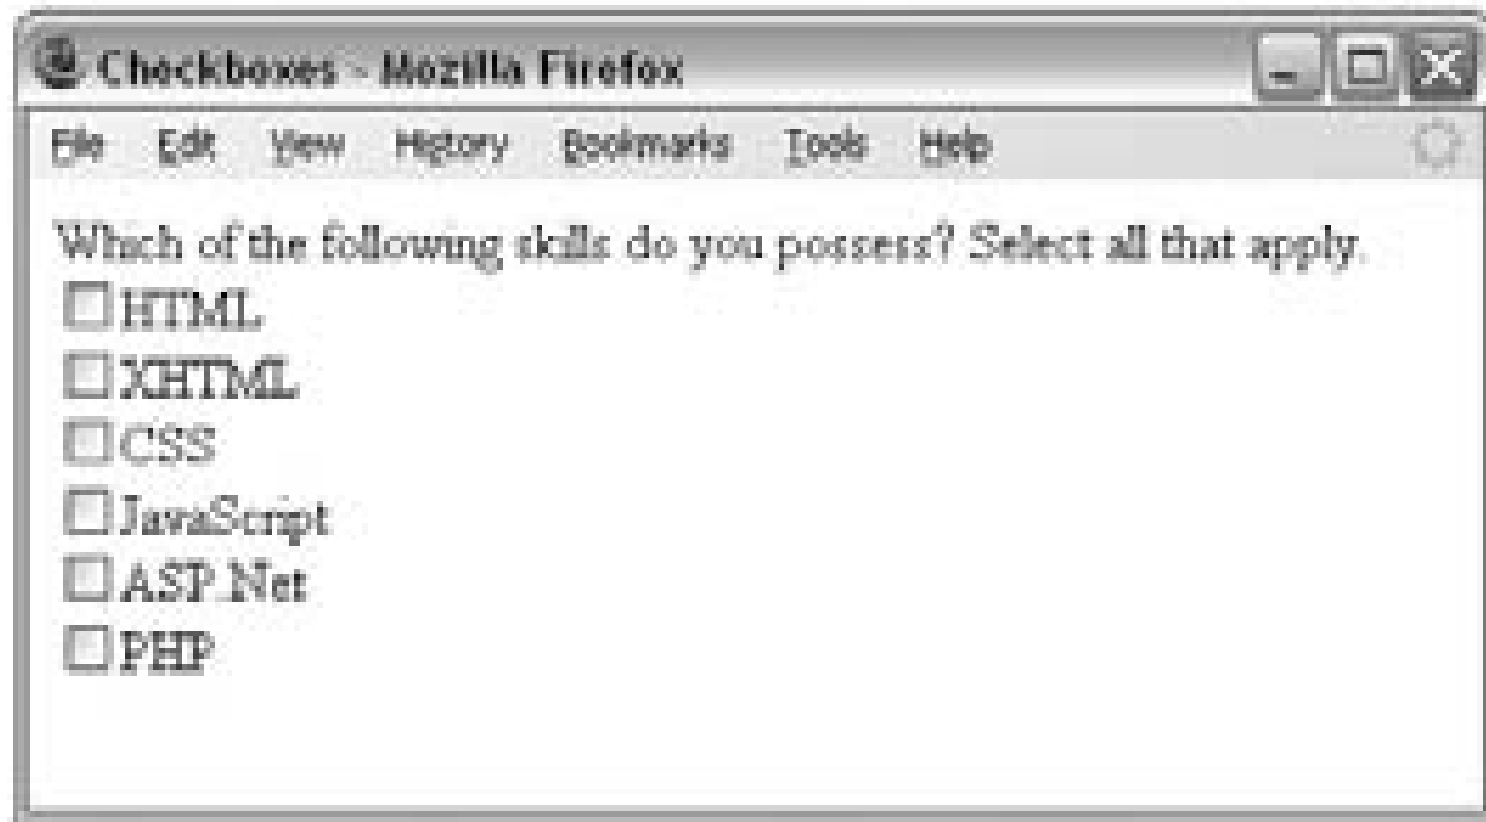 Checkboxes - Mozilla Firefox
File Edit View History Bookmarks Tools Help
Which of the following skills do you possess? Select all that apply.
HTML
XHTML
CSS
JavaScript
ASP.Net
PHP